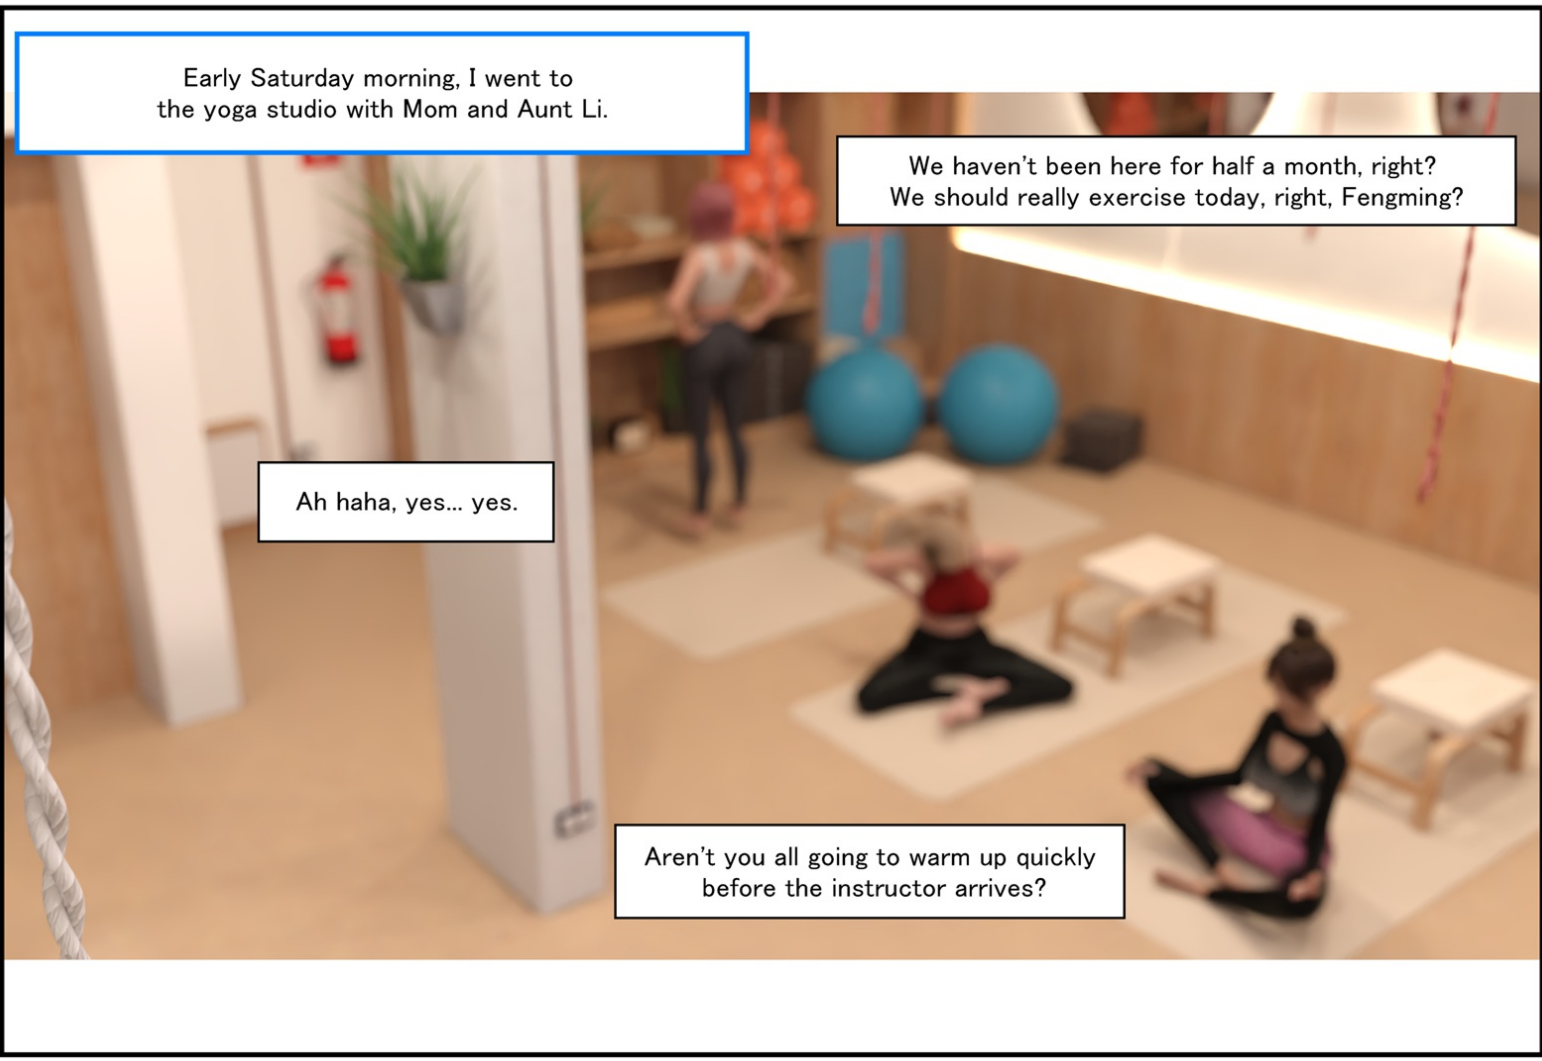 Early Saturday morning, I went to
the yoga studio with Mom and Aunt Li.
We haven't been here for half a month, right?
We should really exercise today, right, Fengming?
Ah haha, yes... yes.
Aren't you all going to warm up quickly
before the instructor arrives?